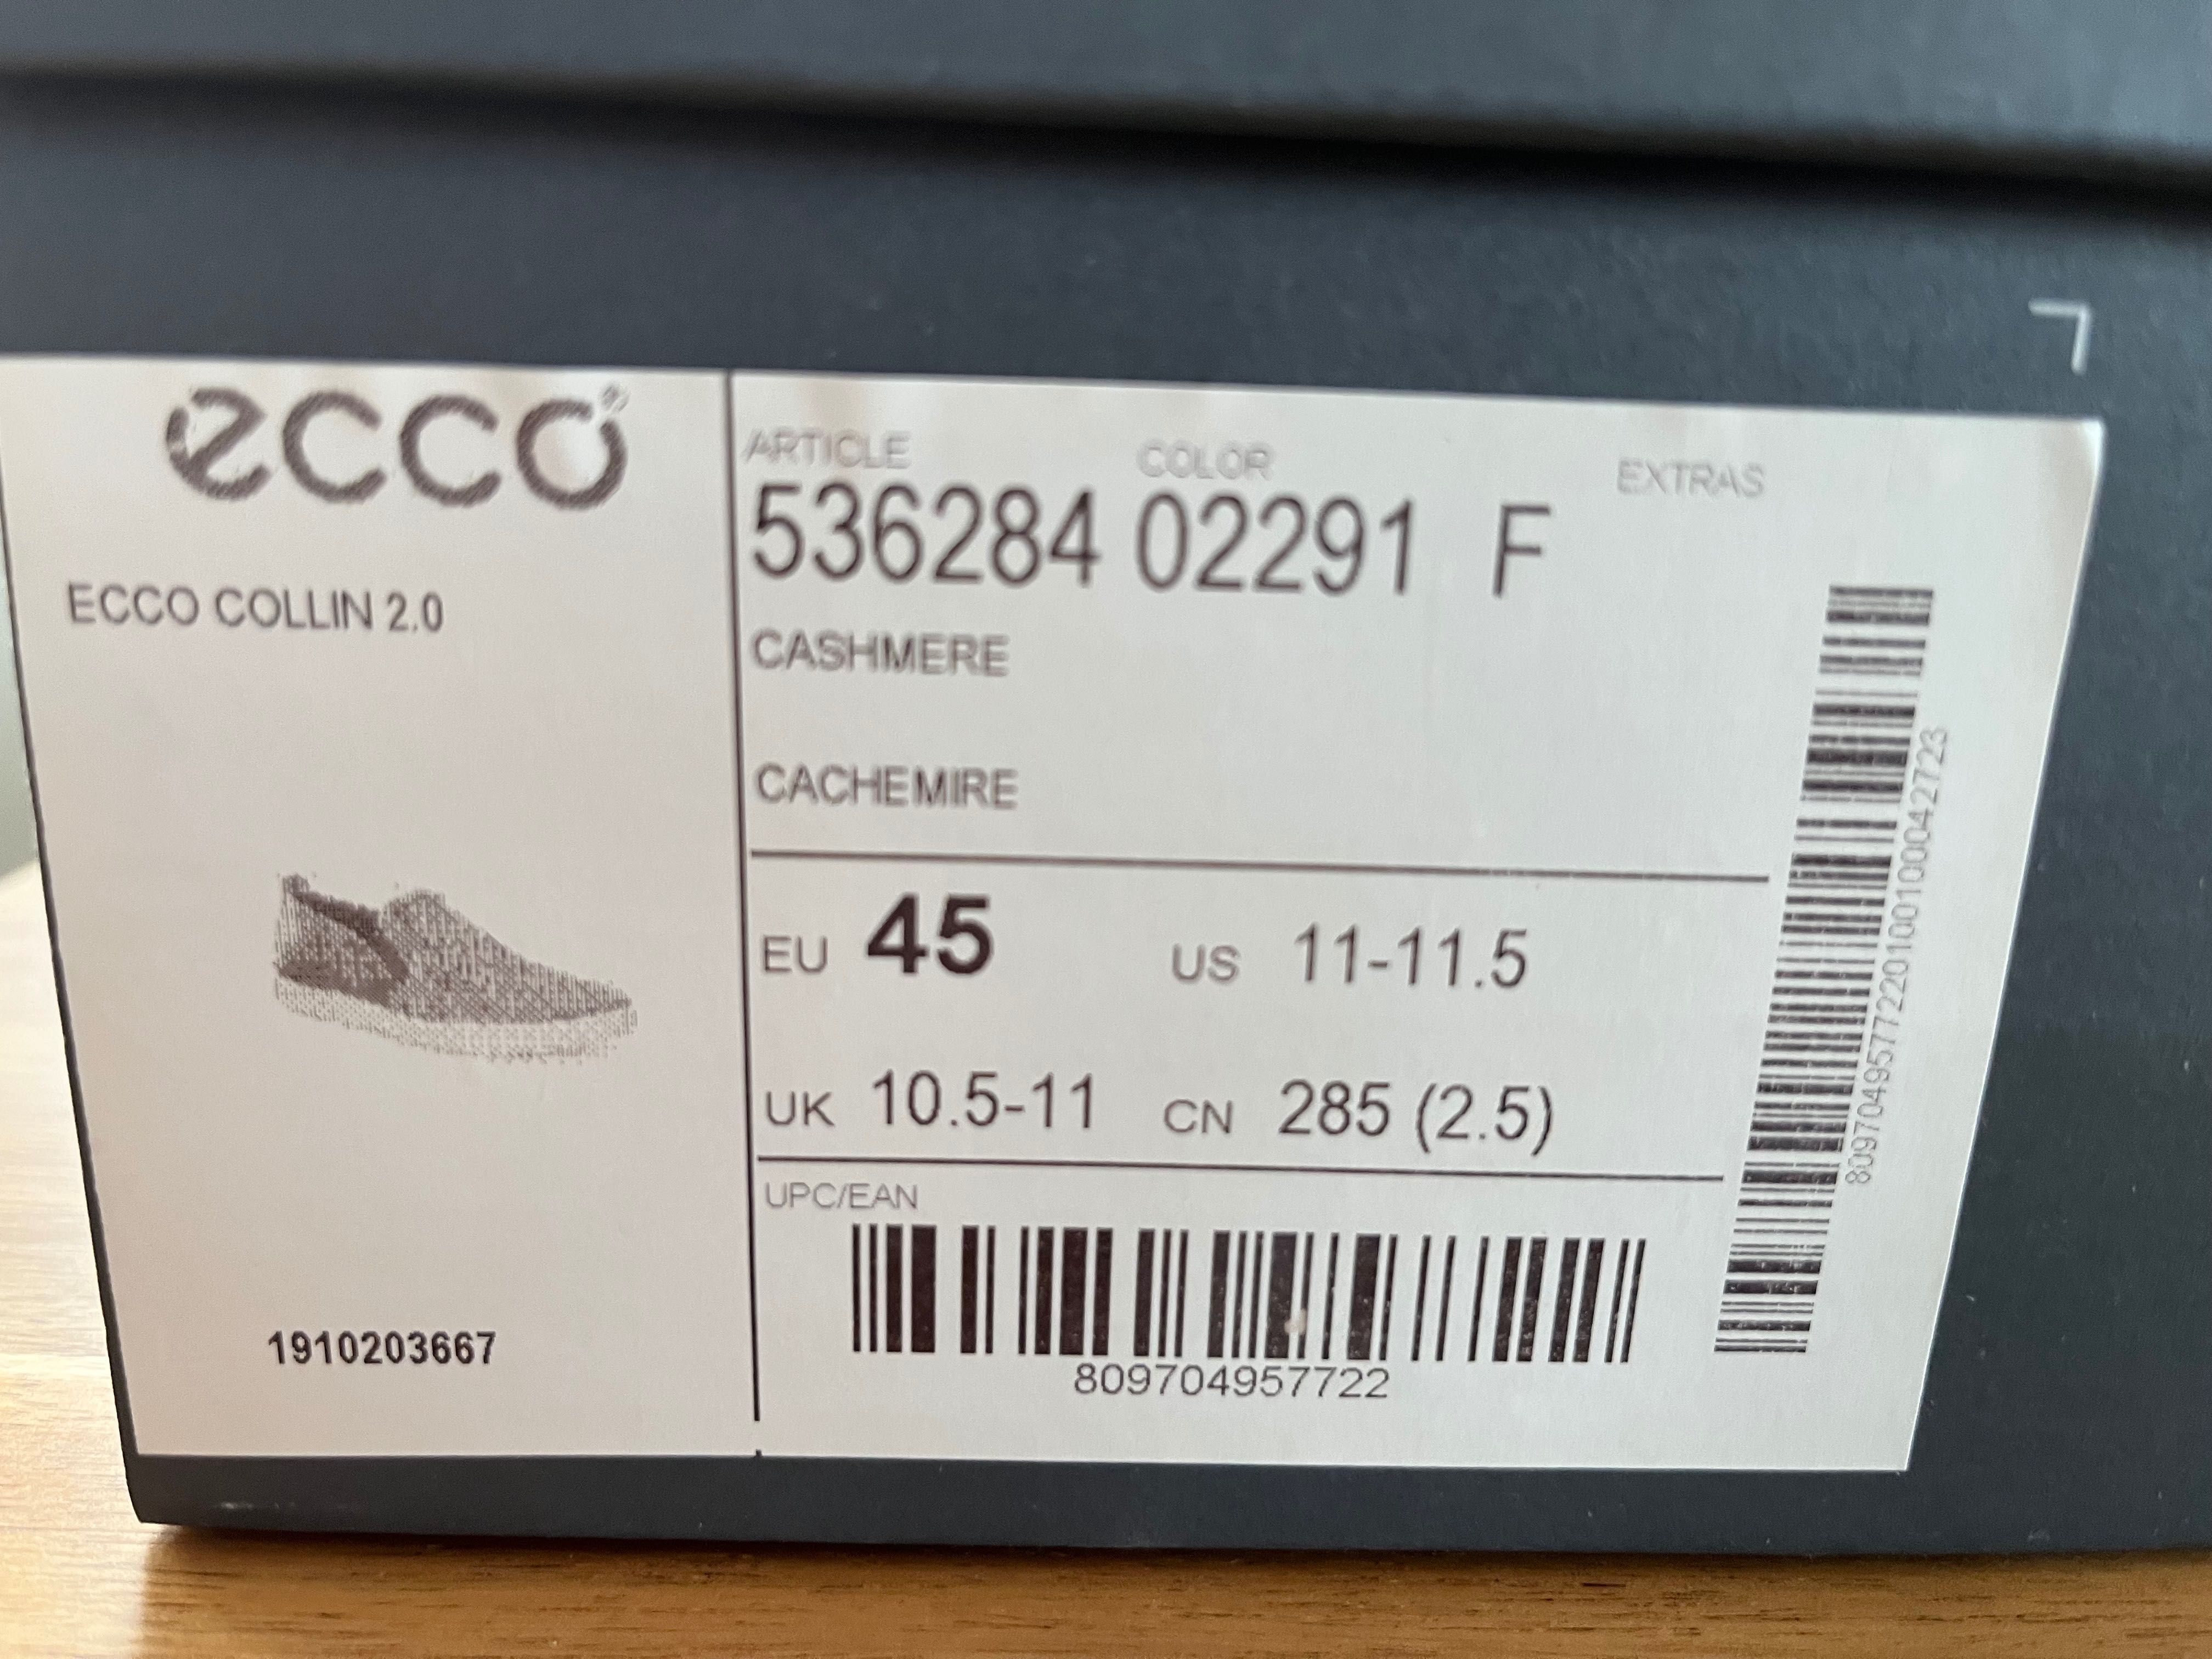 ecco
ECCO COLLIN 2.0
1910203667
ARTICLE COLOR EXTRAS
536284 02291 F
CASHMERE
CACHEMIRE
EU 45 US 11-11.5
UK 10.5-11 CN 285 (2.5)
UPC/EAN
809704957722
80970495772201001000042723